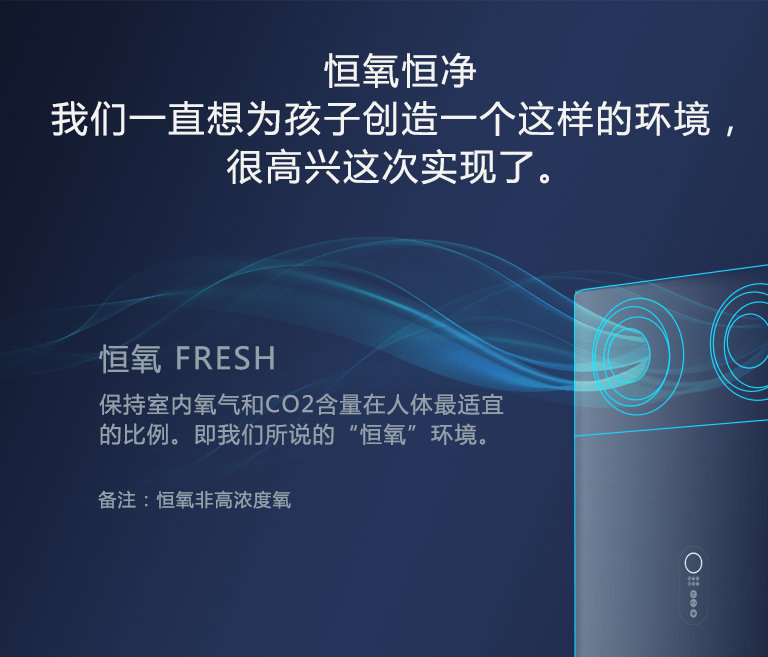 恒氧恒净
我们一直想为孩子创造一个这样的环境，
很高兴这次实现了。
恒氧 FRESH
保持室内氧气和CO2含量在人体最适宜
的比例。即我们所说的“恒氧”环境。
备注：恒氧非高浓度氧